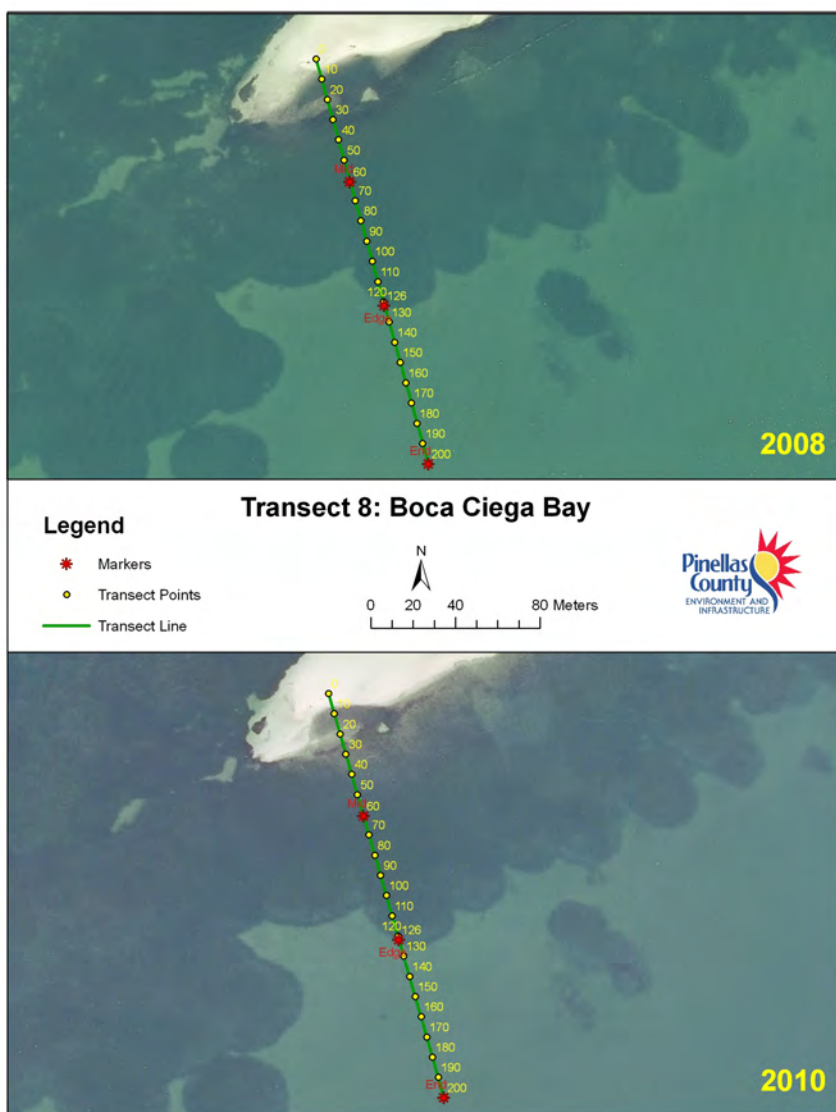 0
10
20
30
40
50
Mid 60
70
80
90
100
110
120 126
Edge 130
140
150
160
170
180
190
End 200
2008
Transect 8: Boca Ciega Bay
Legend
Markers
Transect Points
Transect Line
N
0 20 40 80 Meters
Pinellas
County
ENVIRONMENT AND
INFRASTRUCTURE
0
10
20
30
40
50
Mid 60
70
80
90
100
110
120 126
Edge 130
140
150
160
170
180
190
End 200
2010